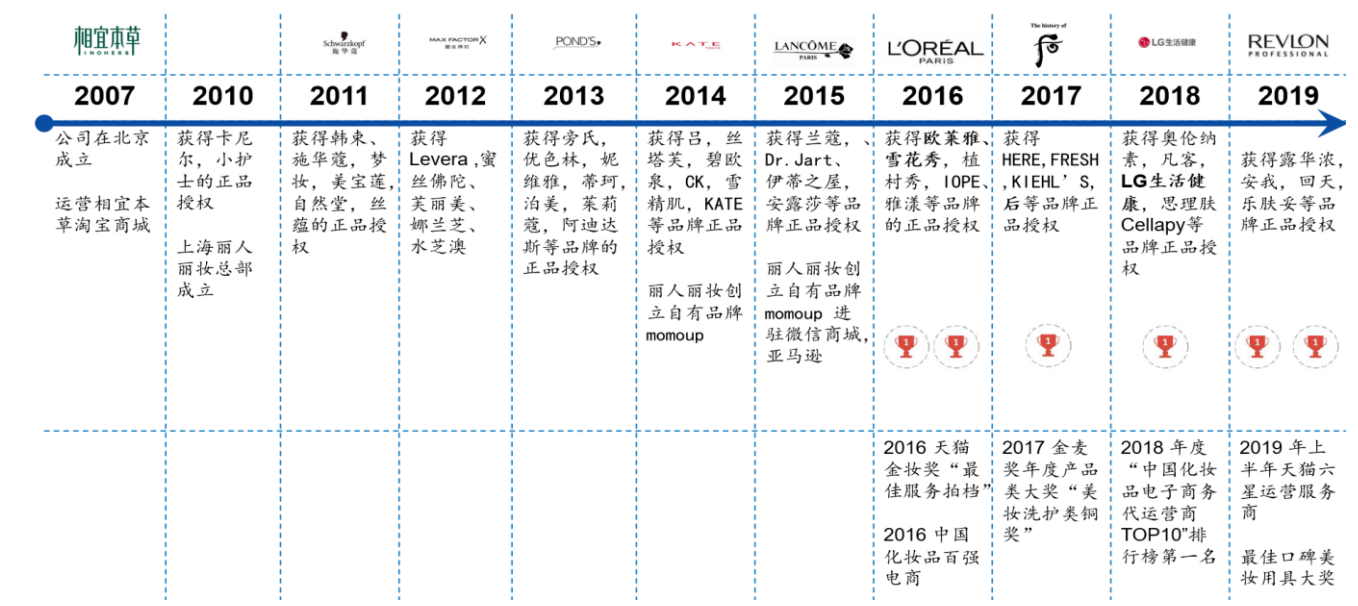 相宜本草
INOHERB
Schwarzkopf
施华蔻
MAX FACTOR X
蜜丝佛陀
POND'S
KATE
TOKYO
LANCÔME
PARIS
L'ORÉAL
PARIS
The history of
后
LG生活健康
REVLON
PROFESSIONAL
2007
2010
2011
2012
2013
2014
2015
2016
2017
2018
2019
公司在北京
成立
运营相宜本
草淘宝商城
获得卡尼
尔，小护
士的正品
授权
上海丽人
丽妆总部
成立
获得韩束、
施华蔻，梦
妆，美宝莲，
自然堂，丝
蕴的正品授
权
获得
Levera，蜜
丝佛陀、
芙丽美、
娜兰芝、
水芝澳
获得旁氏，
优色林，妮
维雅，蒂珂，
泊美，茱莉
蔻，阿迪达
斯等品牌的
正品授权
获得吕，丝
塔芙，碧欧
泉，CK，雪
精肌，KATE
等品牌正品
授权
丽人丽妆创
立自有品牌
momoup
获得兰蔻，、
Dr.Jart、
伊蒂之屋，
安露莎等品
牌正品授权
丽人丽妆创
立自有品牌
momoup 进
驻微信商城，
亚马逊
获得欧莱雅、
雪花秀，植
村秀，IOPE、
雅漾等品牌
的正品授权
获得
HERE,FRESH
,KIEHL'S,
后等品牌正
品授权
获得奥伦纳
素，凡客，
LG生活健
康，思理肤
Cellapy等
品牌正品授
权
获得露华浓，
安我，回天，
乐肤妥等品
牌正品授权
1
1
1
1
1
1
2016 天猫
金妆奖“最
佳服务拍档”
2016 中国
化妆品百强
电商
2017 金麦
奖年度产品
类大奖“美
妆洗护类铜
奖”
2018 年度
“中国化妆
品电子商务
代运营商
TOP10”排
行榜第一名
2019 年上
半年天猫六
星运营服务
商
最佳口碑美
妆用具大奖